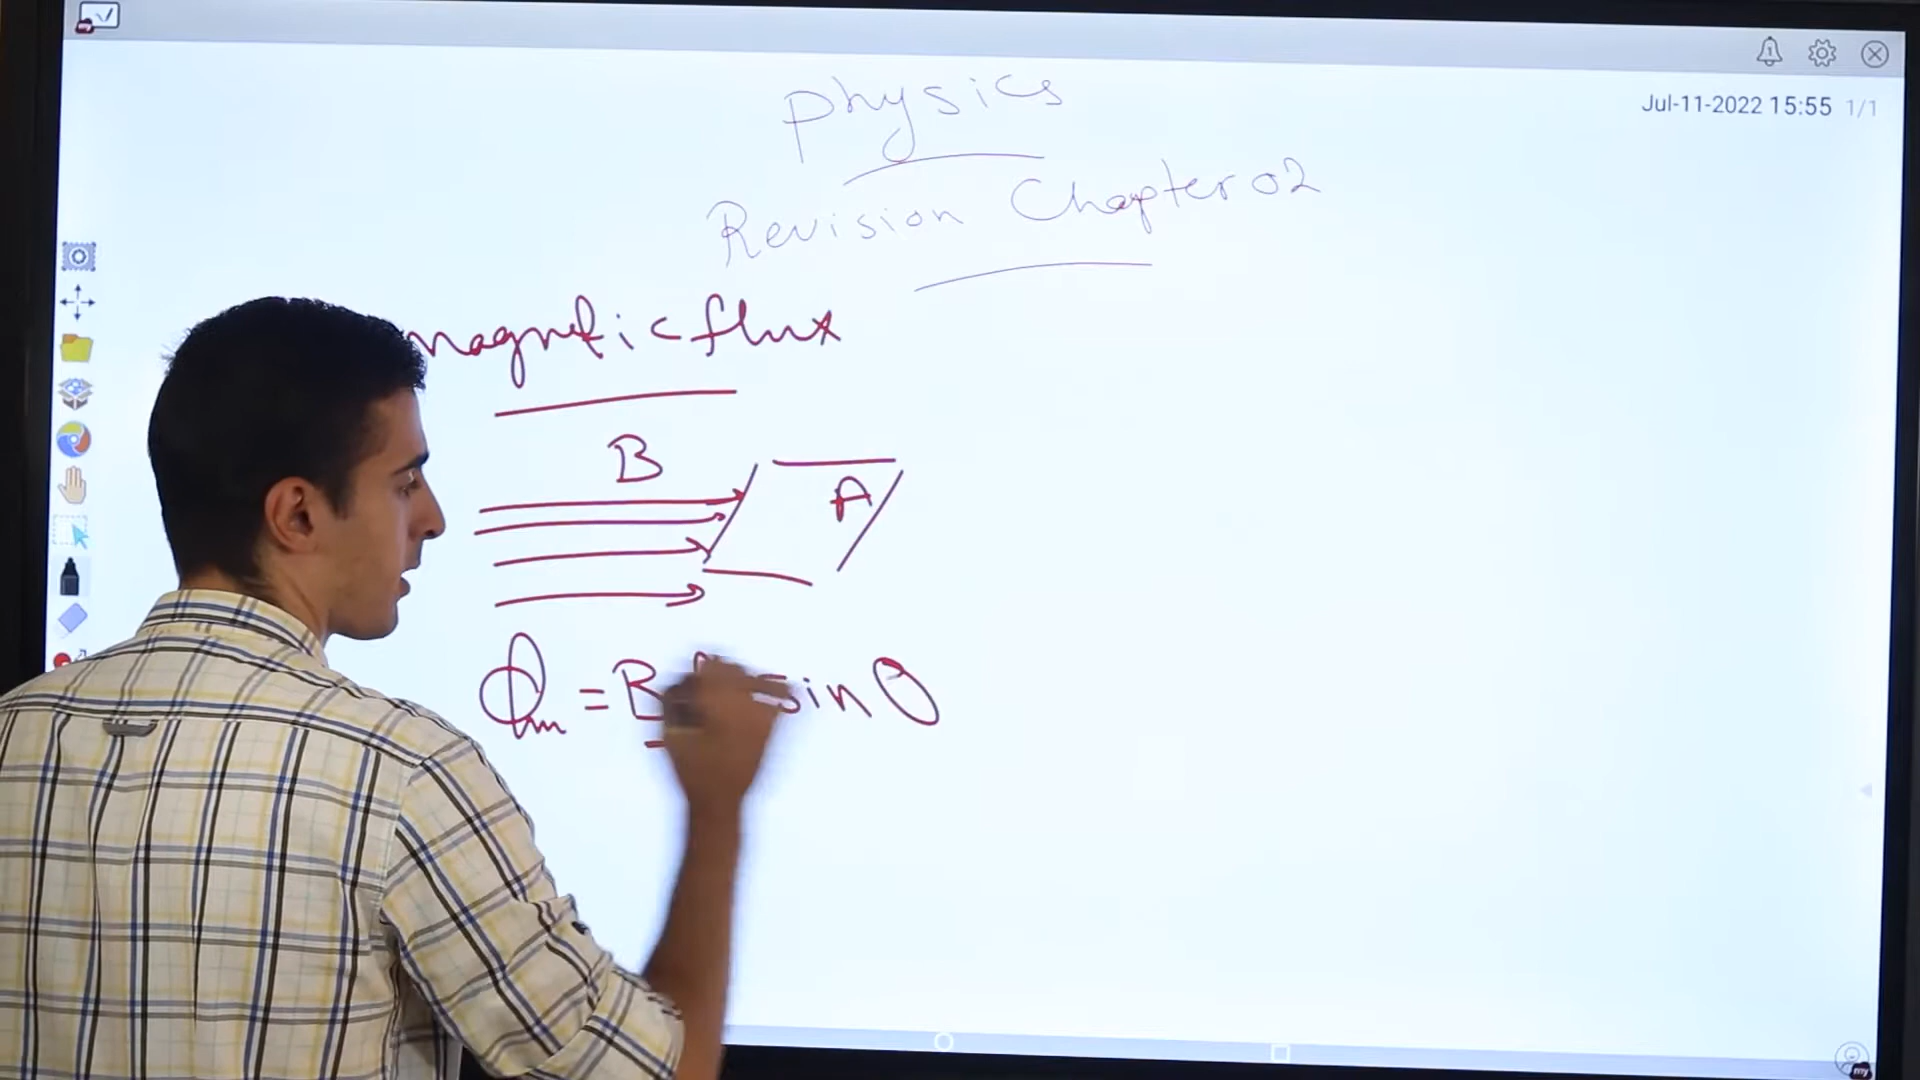 physics
Jul-11-2022 15:55 1/1
Revision Chapter 02
magnetic flux
B
A
Φm = B sin θ